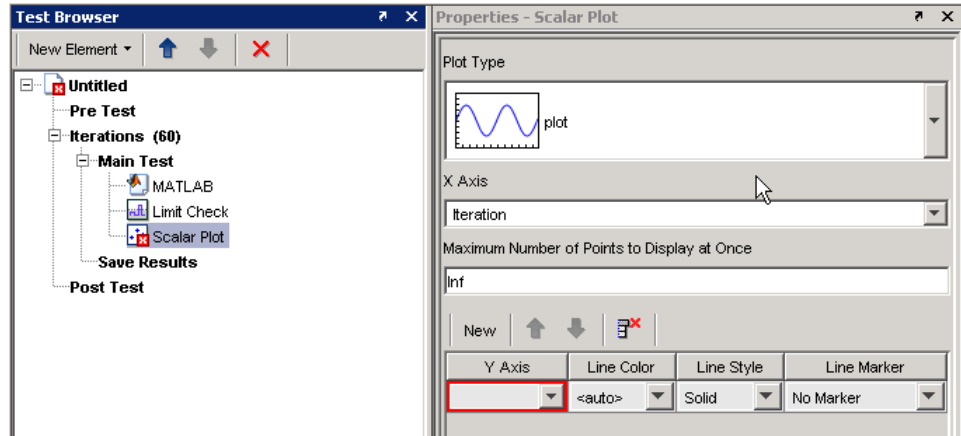 Test Browser
New Element
Untitled
Pre Test
Iterations (60)
Main Test
MATLAB
Limit Check
Scalar Plot
Save Results
Post Test
Properties - Scalar Plot
Plot Type
plot
X Axis
Iteration
Maximum Number of Points to Display at Once
Inf
New
Y Axis Line Color Line Style Line Marker
<auto> Solid No Marker